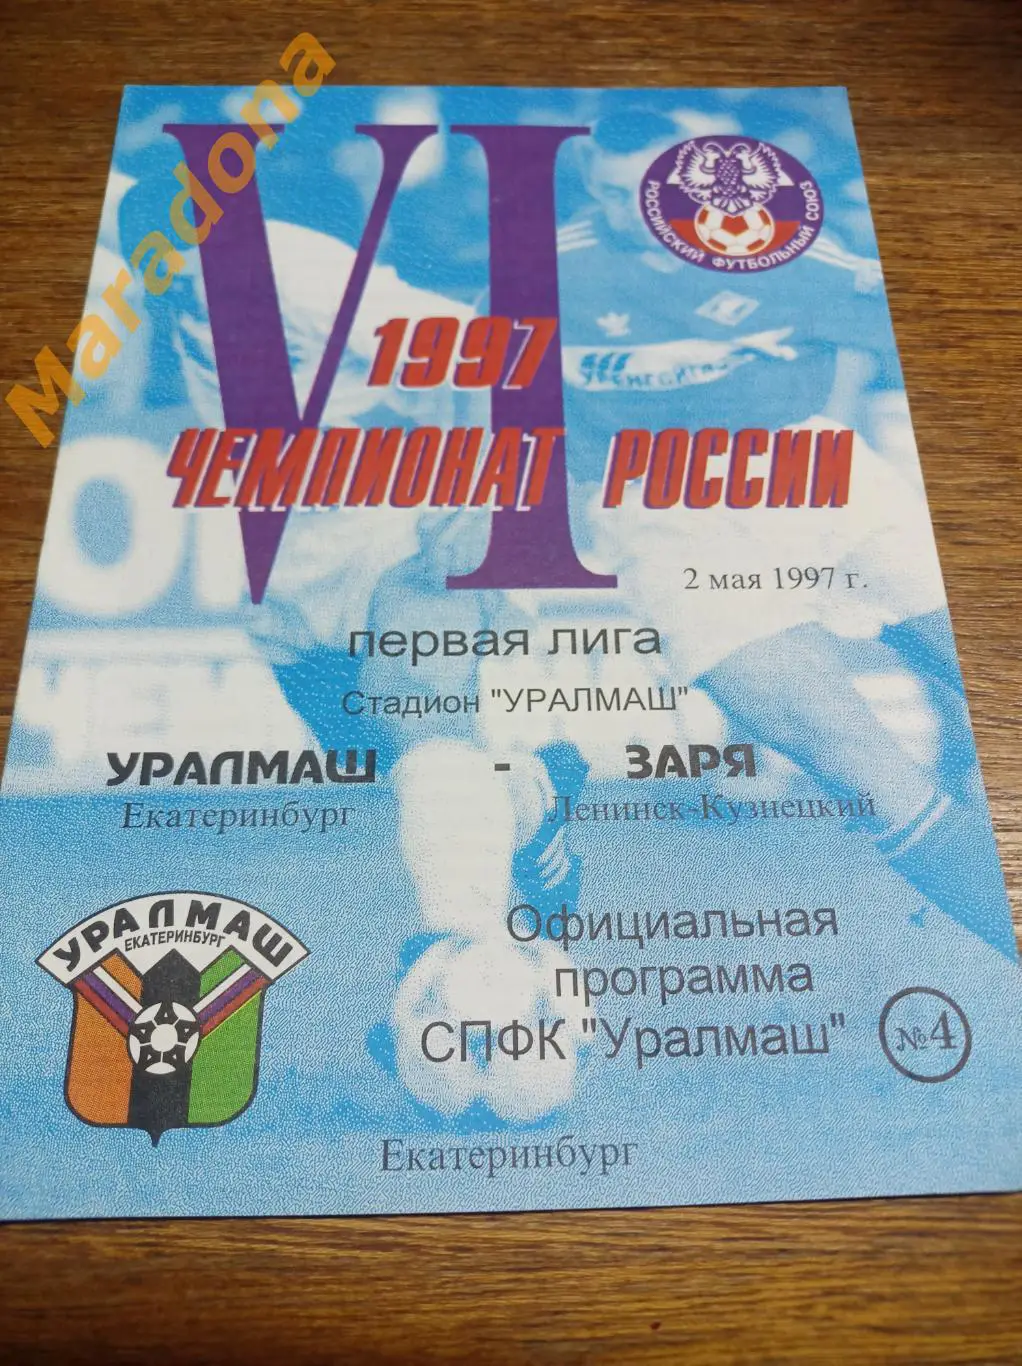 Maradona
VI
РОССИЙСКИЙ ФУТБОЛЬНЫЙ СОЮЗ
1997
ЧЕМПИОНАТ РОССИИ
2 мая 1997 г.
первая лига
Стадион "УРАЛМАШ"
УРАЛМАШ - ЗАРЯ
Екатеринбург Ленинск-Кузнецкий
УРАЛМАШ
ЕКАТЕРИНБУРГ
Официальная
программа
СПФК "Уралмаш" №4
Екатеринбург